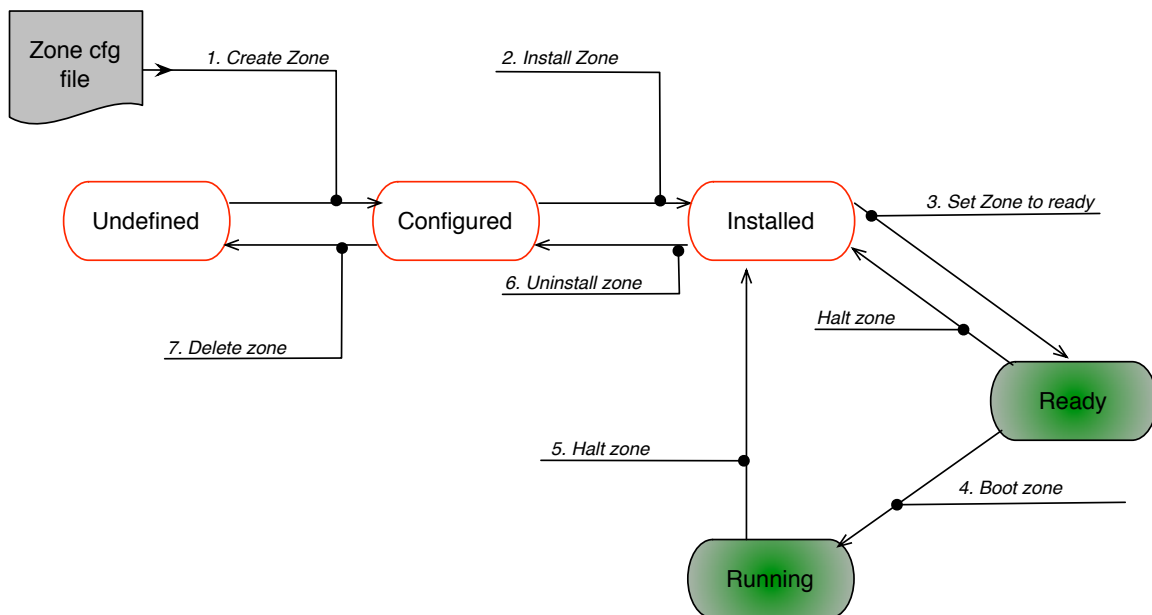 Zone cfg
file
1. Create Zone
2. Install Zone
Undefined
Configured
Installed
3. Set Zone to ready
6. Uninstall zone
Halt zone
7. Delete zone
Ready
5. Halt zone
4. Boot zone
Running